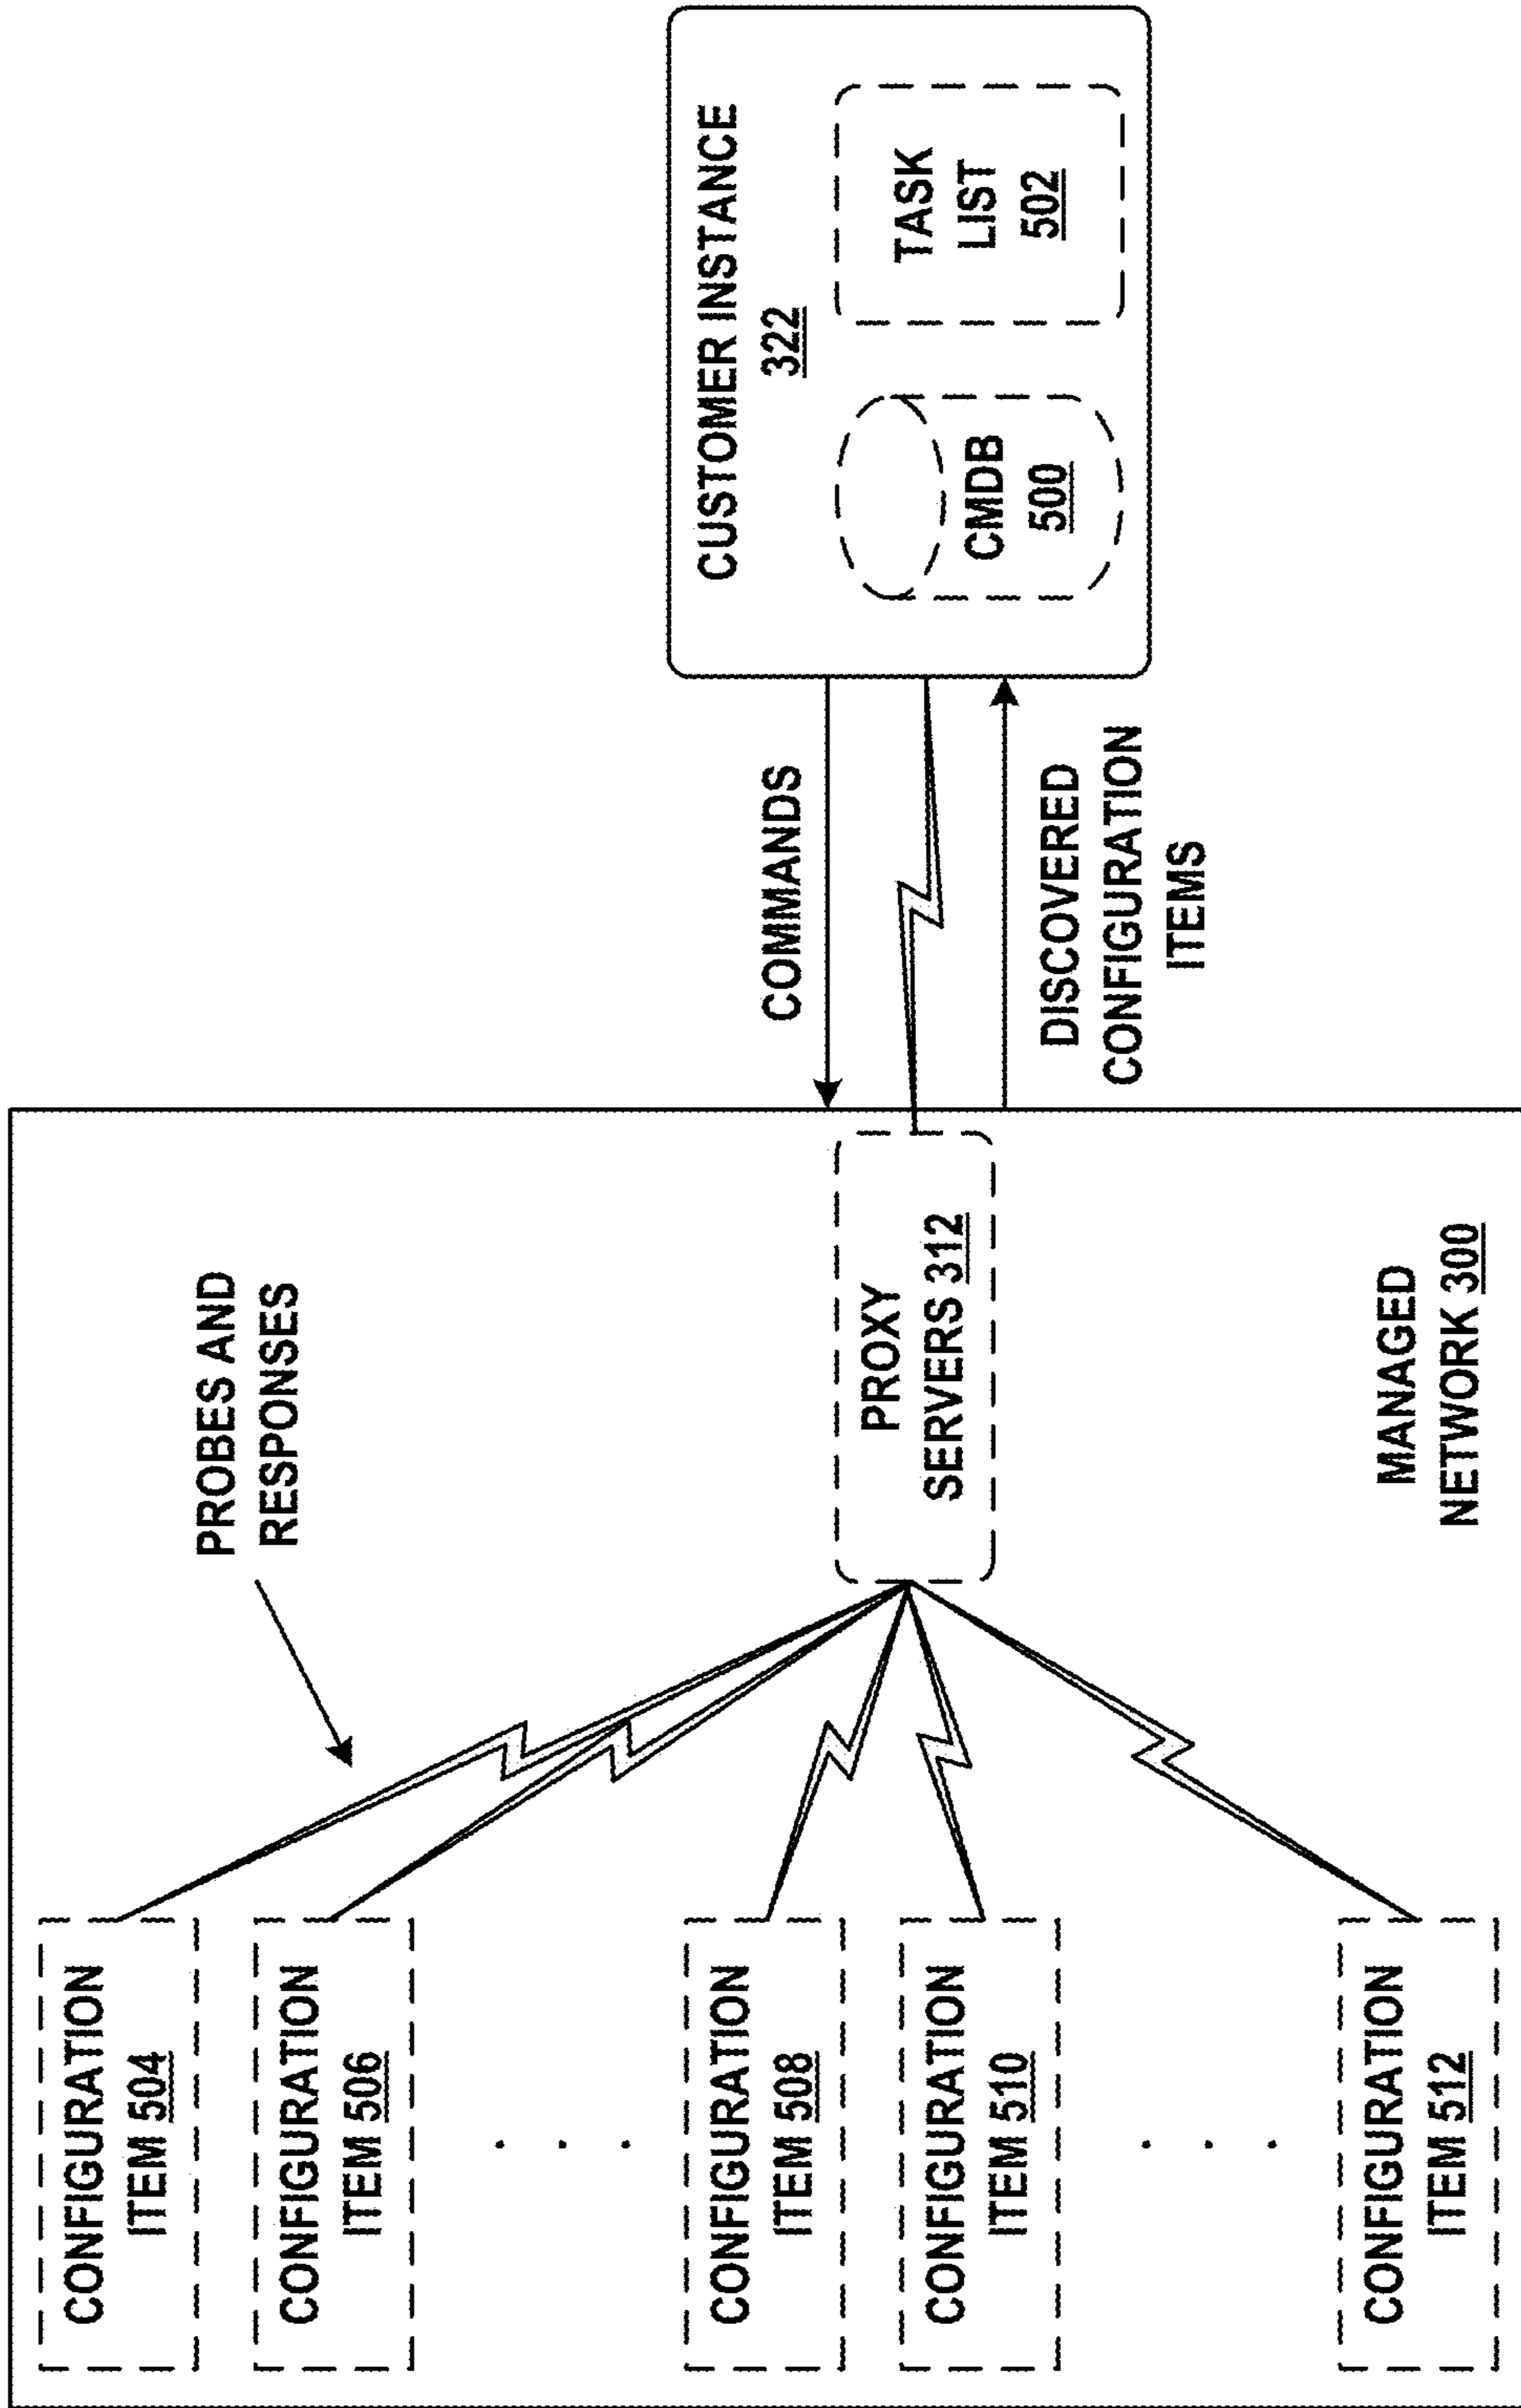 CONFIGURATION
ITEM 504
CONFIGURATION
ITEM 506
. . .
CONFIGURATION
ITEM 508
CONFIGURATION
ITEM 510
. . .
CONFIGURATION
ITEM 512
PROBES AND
RESPONSES
PROXY
SERVERS 312
MANAGED
NETWORK 300
COMMANDS
DISCOVERED
CONFIGURATION
ITEMS
CUSTOMER INSTANCE
322
CMDB
500
TASK
LIST
502